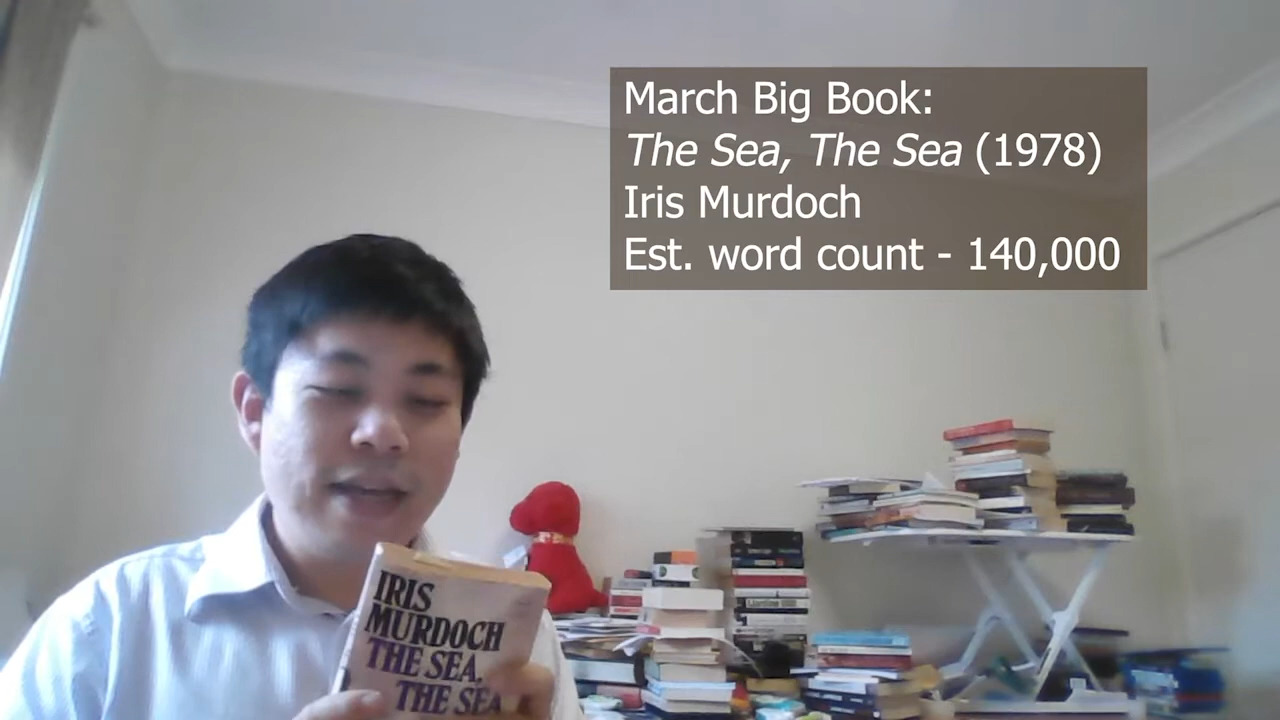 March Big Book:
The Sea, The Sea (1978)
Iris Murdoch
Est. word count - 140,000
IRIS
MURDOCH
THE SEA,
THE SEA